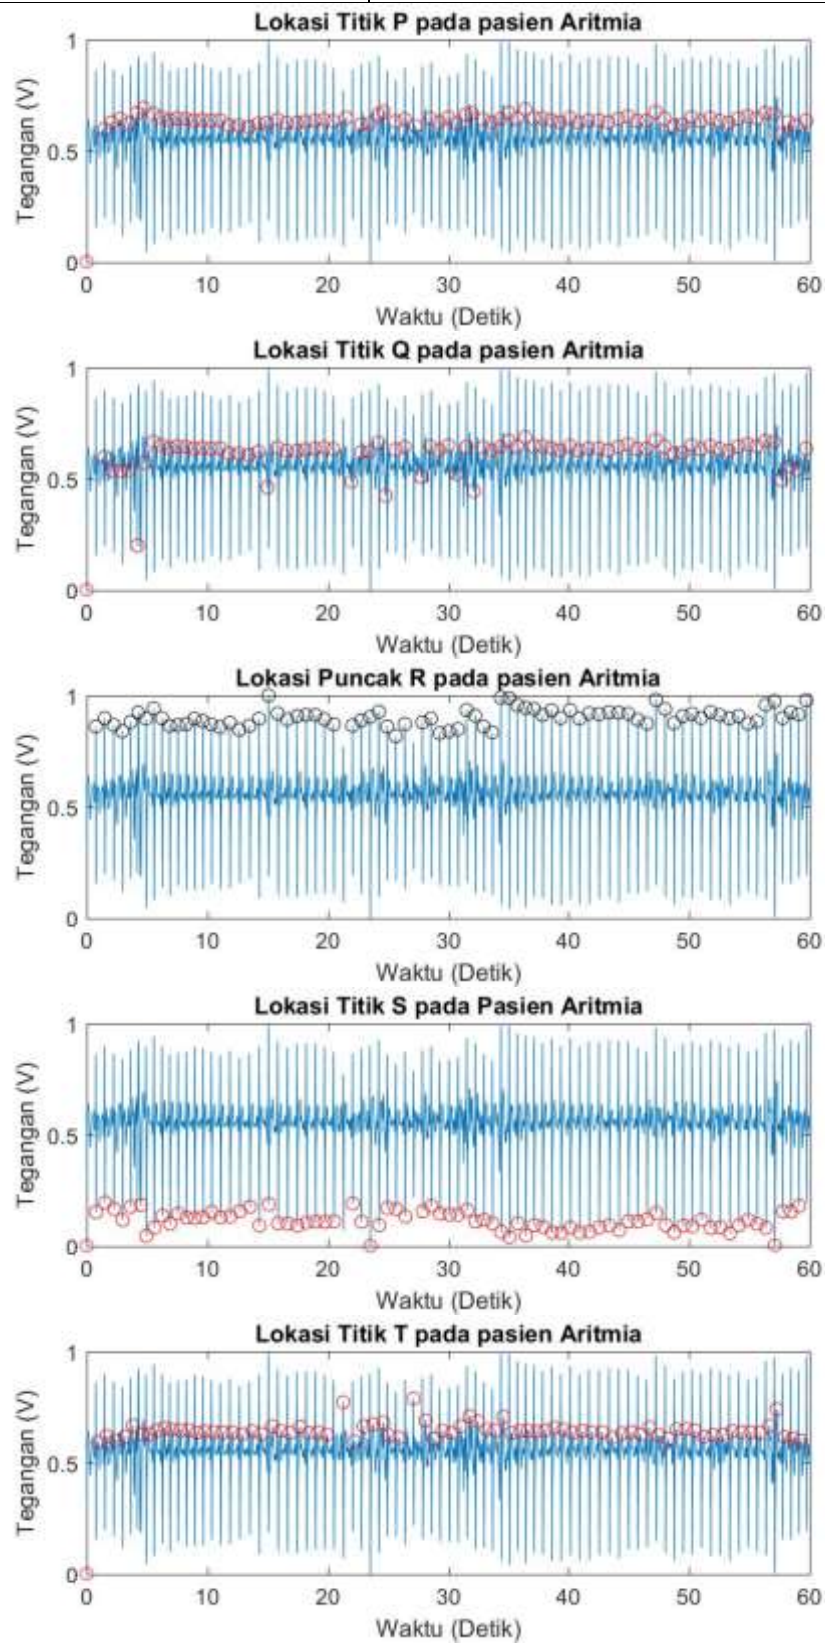 Lokasi Titik P pada pasien Aritmia
1
0.5
0
Tegangan (V)
0 10 20 30 40 50 60
Waktu (Detik)
Lokasi Titik Q pada pasien Aritmia
1
0.5
0
Tegangan (V)
0 10 20 30 40 50 60
Waktu (Detik)
Lokasi Puncak R pada pasien Aritmia
1
0.5
0
Tegangan (V)
0 10 20 30 40 50 60
Waktu (Detik)
Lokasi Titik S pada Pasien Aritmia
1
0.5
0
Tegangan (V)
0 10 20 30 40 50 60
Waktu (Detik)
Lokasi Titik T pada pasien Aritmia
1
0.5
0
Tegangan (V)
0 10 20 30 40 50 60
Waktu (Detik)